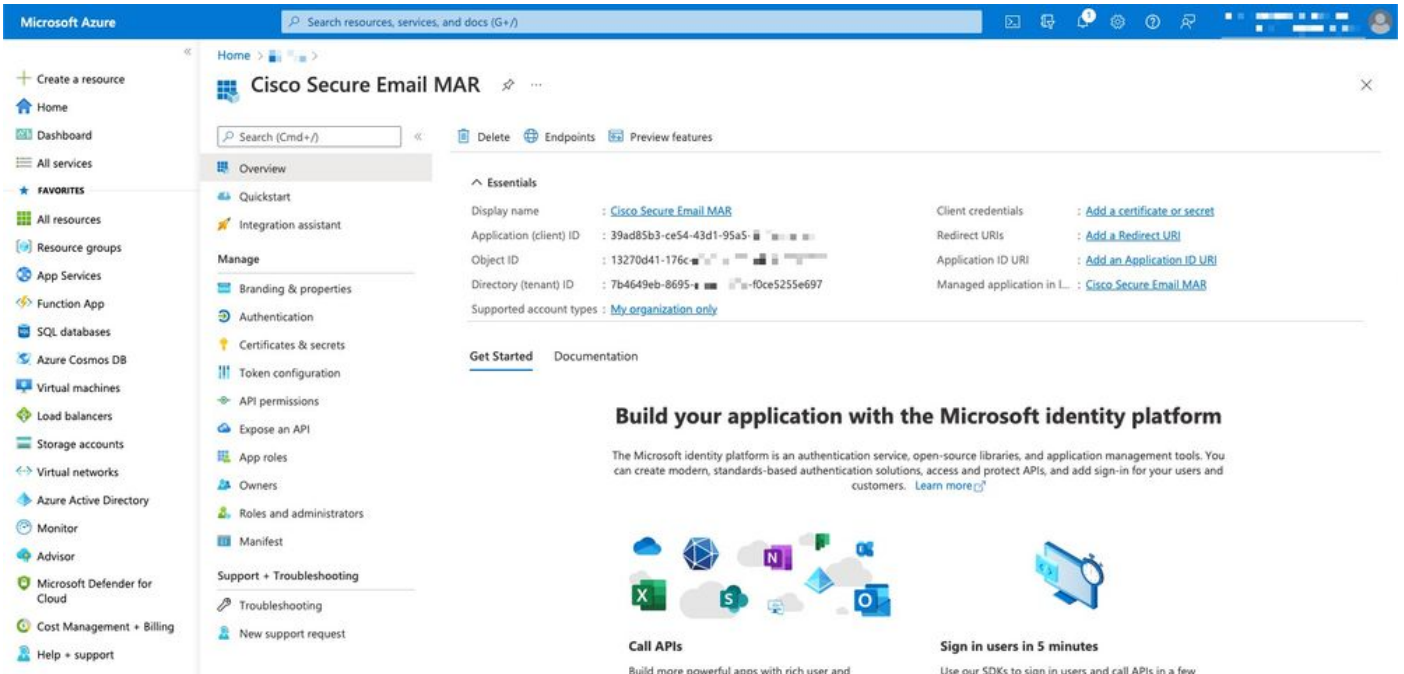 Microsoft Azure
Search resources, services, and docs (G+/)
1
Create a resource
Home
Dashboard
All services
FAVORITES
All resources
Resource groups
App Services
Function App
SQL databases
Azure Cosmos DB
Virtual machines
Load balancers
Storage accounts
Virtual networks
Azure Active Directory
Monitor
Advisor
Microsoft Defender for
Cloud
Cost Management + Billing
Help + support
Home > >
Cisco Secure Email MAR ...
Search (Cmd+/)
Overview
Quickstart
Integration assistant
Manage
Branding & properties
Authentication
Certificates & secrets
Token configuration
API permissions
Expose an API
App roles
Owners
Roles and administrators
Manifest
Support + Troubleshooting
Troubleshooting
New support request
Delete Endpoints Preview features
Essentials
Display name : Cisco Secure Email MAR
Application (client) ID : 39ad85b3-ce54-43d1-95a5-
Object ID : 13270d41-176c-
Directory (tenant) ID : 7b4649eb-8695- -f0ce5255e697
Supported account types : My organization only
Client credentials : Add a certificate or secret
Redirect URIs : Add a Redirect URI
Application ID URI : Add an Application ID URI
Managed application in l... : Cisco Secure Email MAR
Get Started Documentation
Build your application with the Microsoft identity platform
The Microsoft identity platform is an authentication service, open-source libraries, and application management tools. You
can create modern, standards-based authentication solutions, access and protect APIs, and add sign-in for your users and
customers. Learn more
Call APIs
Build more powerful apps with rich user and
Sign in users in 5 minutes
Use our SDKs to sign in users and call APIs in a few